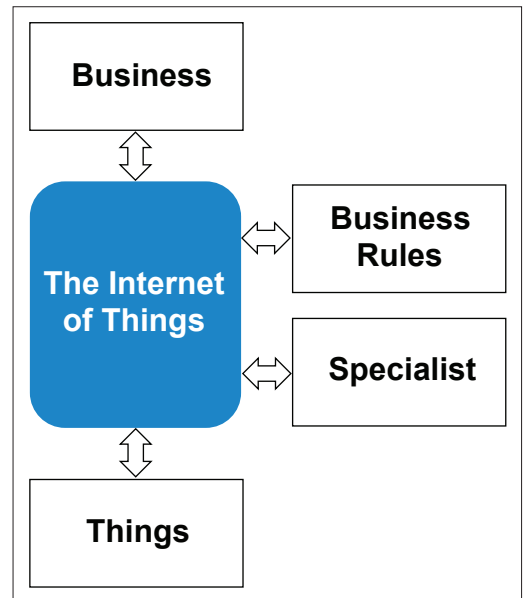 Business
The Internet
of Things
Business
Rules
Specialist
Things